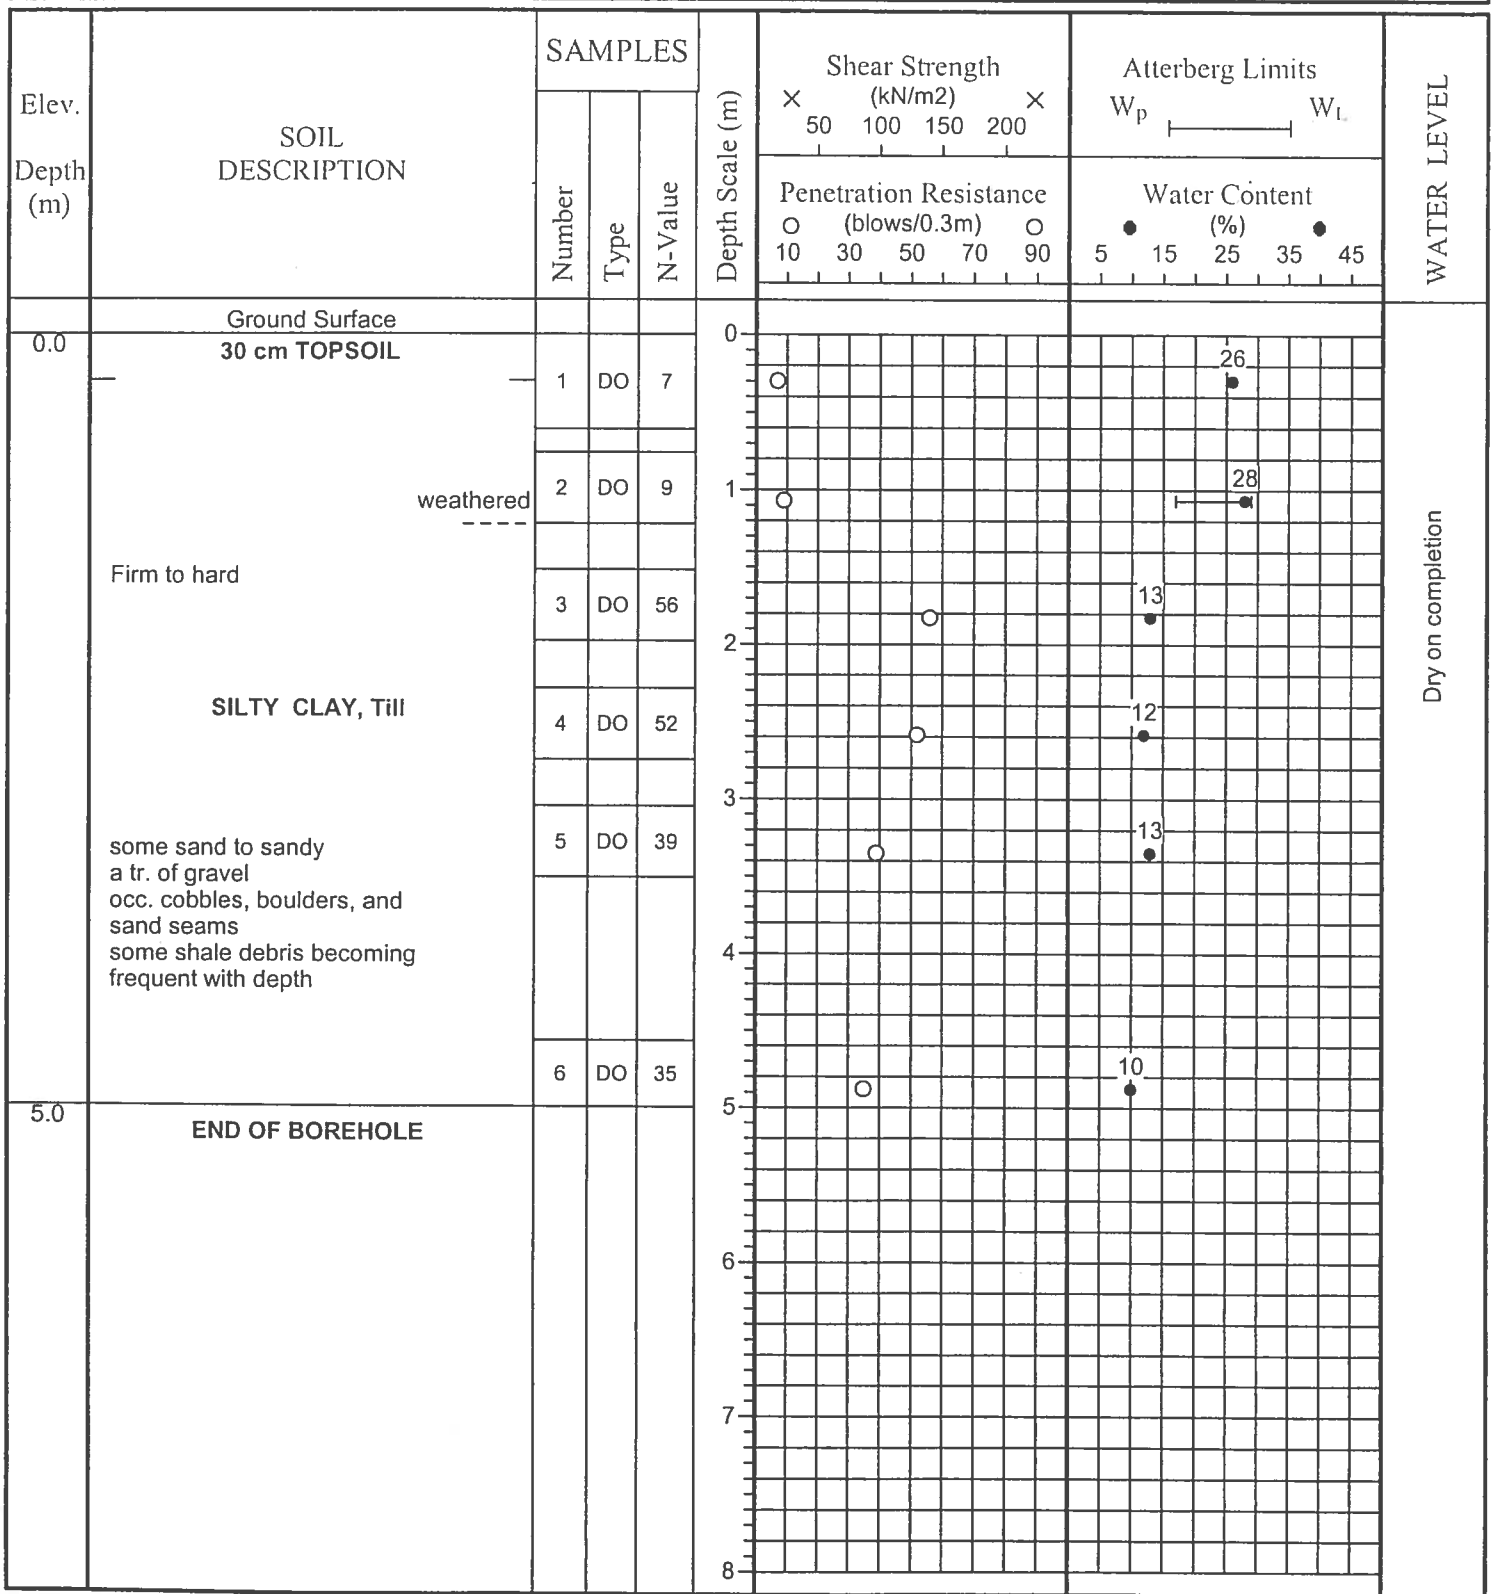 Elev.
Depth
(m)
SOIL
DESCRIPTION
SAMPLES
Number
Type
N-Value
Depth Scale (m)
Shear Strength
× (kN/m2) ×
50 100 150 200
Penetration Resistance
(blows/0.3m)
10 30 50 70 90
Atterberg Limits
Wp WL
Water Content
(%)
5 15 25 35 45
WATER LEVEL
Ground Surface
0.0
30 cm TOPSOIL
1 DO 7
weathered
2 DO 9
Firm to hard
3 DO 56
SILTY CLAY, Till
4 DO 52
some sand to sandy
a tr. of gravel
occ. cobbles, boulders, and
sand seams
some shale debris becoming
frequent with depth
5 DO 39
6 DO 35
5.0
END OF BOREHOLE
0
1
2
3
4
5
6
7
8
26
28
13
12
13
10
Dry on completion